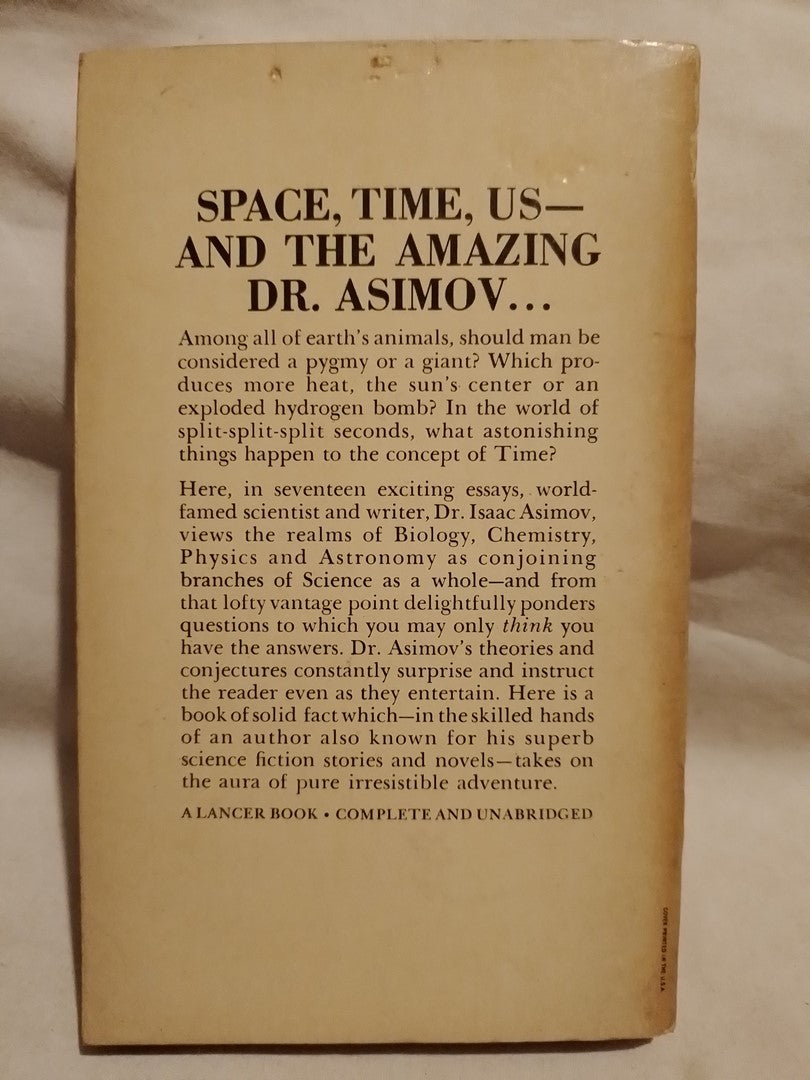 SPACE, TIME, US—
AND THE AMAZING
DR. ASIMOV...
Among all of earth's animals, should man be
considered a pygmy or a giant? Which pro-
duces more heat, the sun's center or an
exploded hydrogen bomb? In the world of
split-split-split seconds, what astonishing
things happen to the concept of Time?
Here, in seventeen exciting essays, world-
famed scientist and writer, Dr. Isaac Asimov,
views the realms of Biology, Chemistry,
Physics and Astronomy as conjoining
branches of Science as a whole—and from
that lofty vantage point delightfully ponders
questions to which you may only think you
have the answers. Dr. Asimov's theories and
conjectures constantly surprise and instruct
the reader even as they entertain. Here is a
book of solid fact which—in the skilled hands
of an author also known for his superb
science fiction stories and novels—takes on
the aura of pure irresistible adventure.
A LANCER BOOK • COMPLETE AND UNABRIDGED
COVER PRINTED IN THE U.S.A.